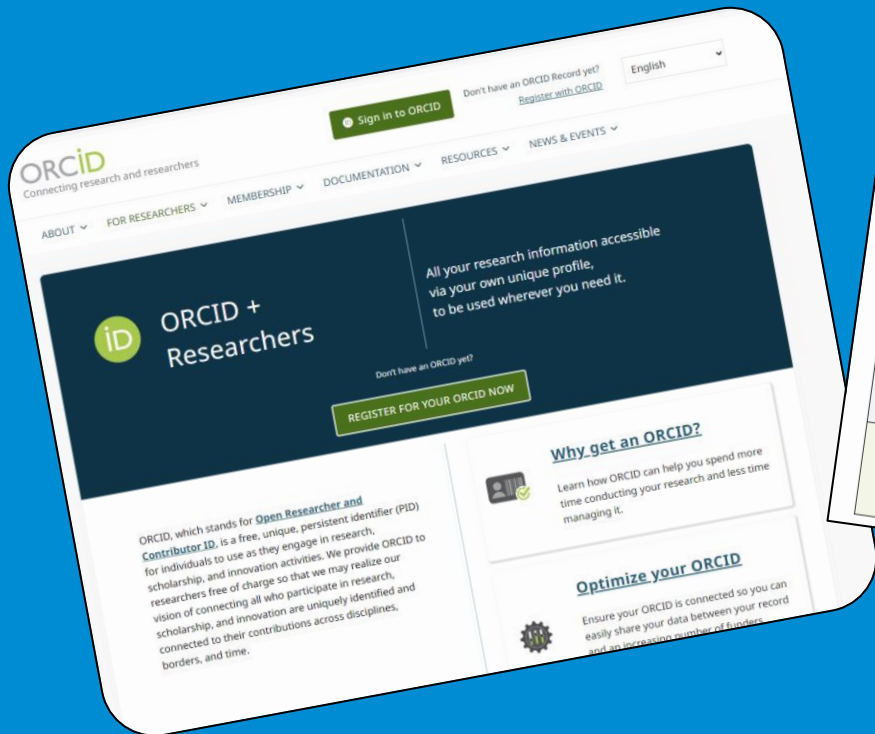 ORCID
Connecting research and researchers
Sign in to ORCID
Don't have an ORCID Record yet?
Register with ORCID
English
ABOUT
FOR RESEARCHERS
MEMBERSHIP
DOCUMENTATION
RESOURCES
NEWS & EVENTS
iD
ORCID +
Researchers
All your research information accessible
via your own unique profile,
to be used wherever you need it.
Don't have an ORCID yet?
REGISTER FOR YOUR ORCID NOW
ORCID, which stands for Open Researcher and
Contributor ID, is a free, unique, persistent identifier (PID)
for individuals to use as they engage in research,
scholarship, and innovation activities. We provide ORCID to
researchers free of charge so that we may realize our
vision of connecting all who participate in research,
scholarship, and innovation are uniquely identified and
connected to their contributions across disciplines,
borders, and time.
Why get an ORCID?
Learn how ORCID can help you spend more
time conducting your research and less time
managing it.
Optimize your ORCID
Ensure your ORCID is connected so you can
easily share your data between your record
and an increasing number of funders